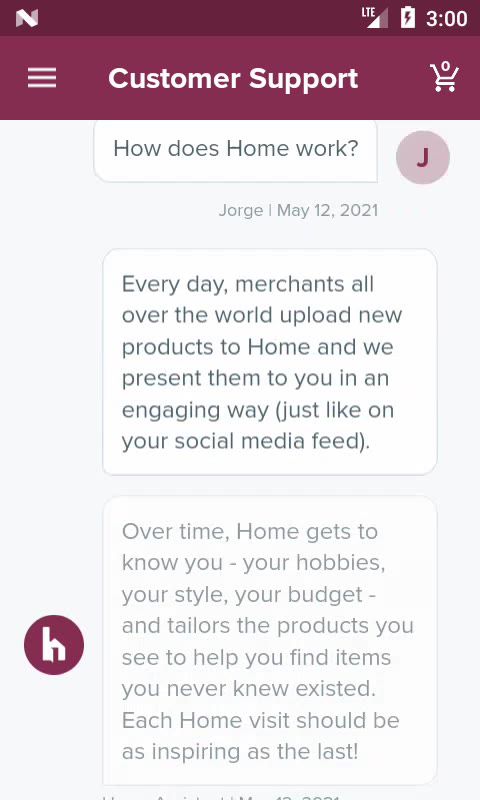 LTE 3:00
Customer Support
0
How does Home work?
J
Jorge | May 12, 2021
Every day, merchants all
over the world upload new
products to Home and we
present them to you in an
engaging way (just like on
your social media feed).
Over time, Home gets to
know you - your hobbies,
your style, your budget -
and tailors the products you
see to help you find items
you never knew existed.
Each Home visit should be
as inspiring as the last!
h